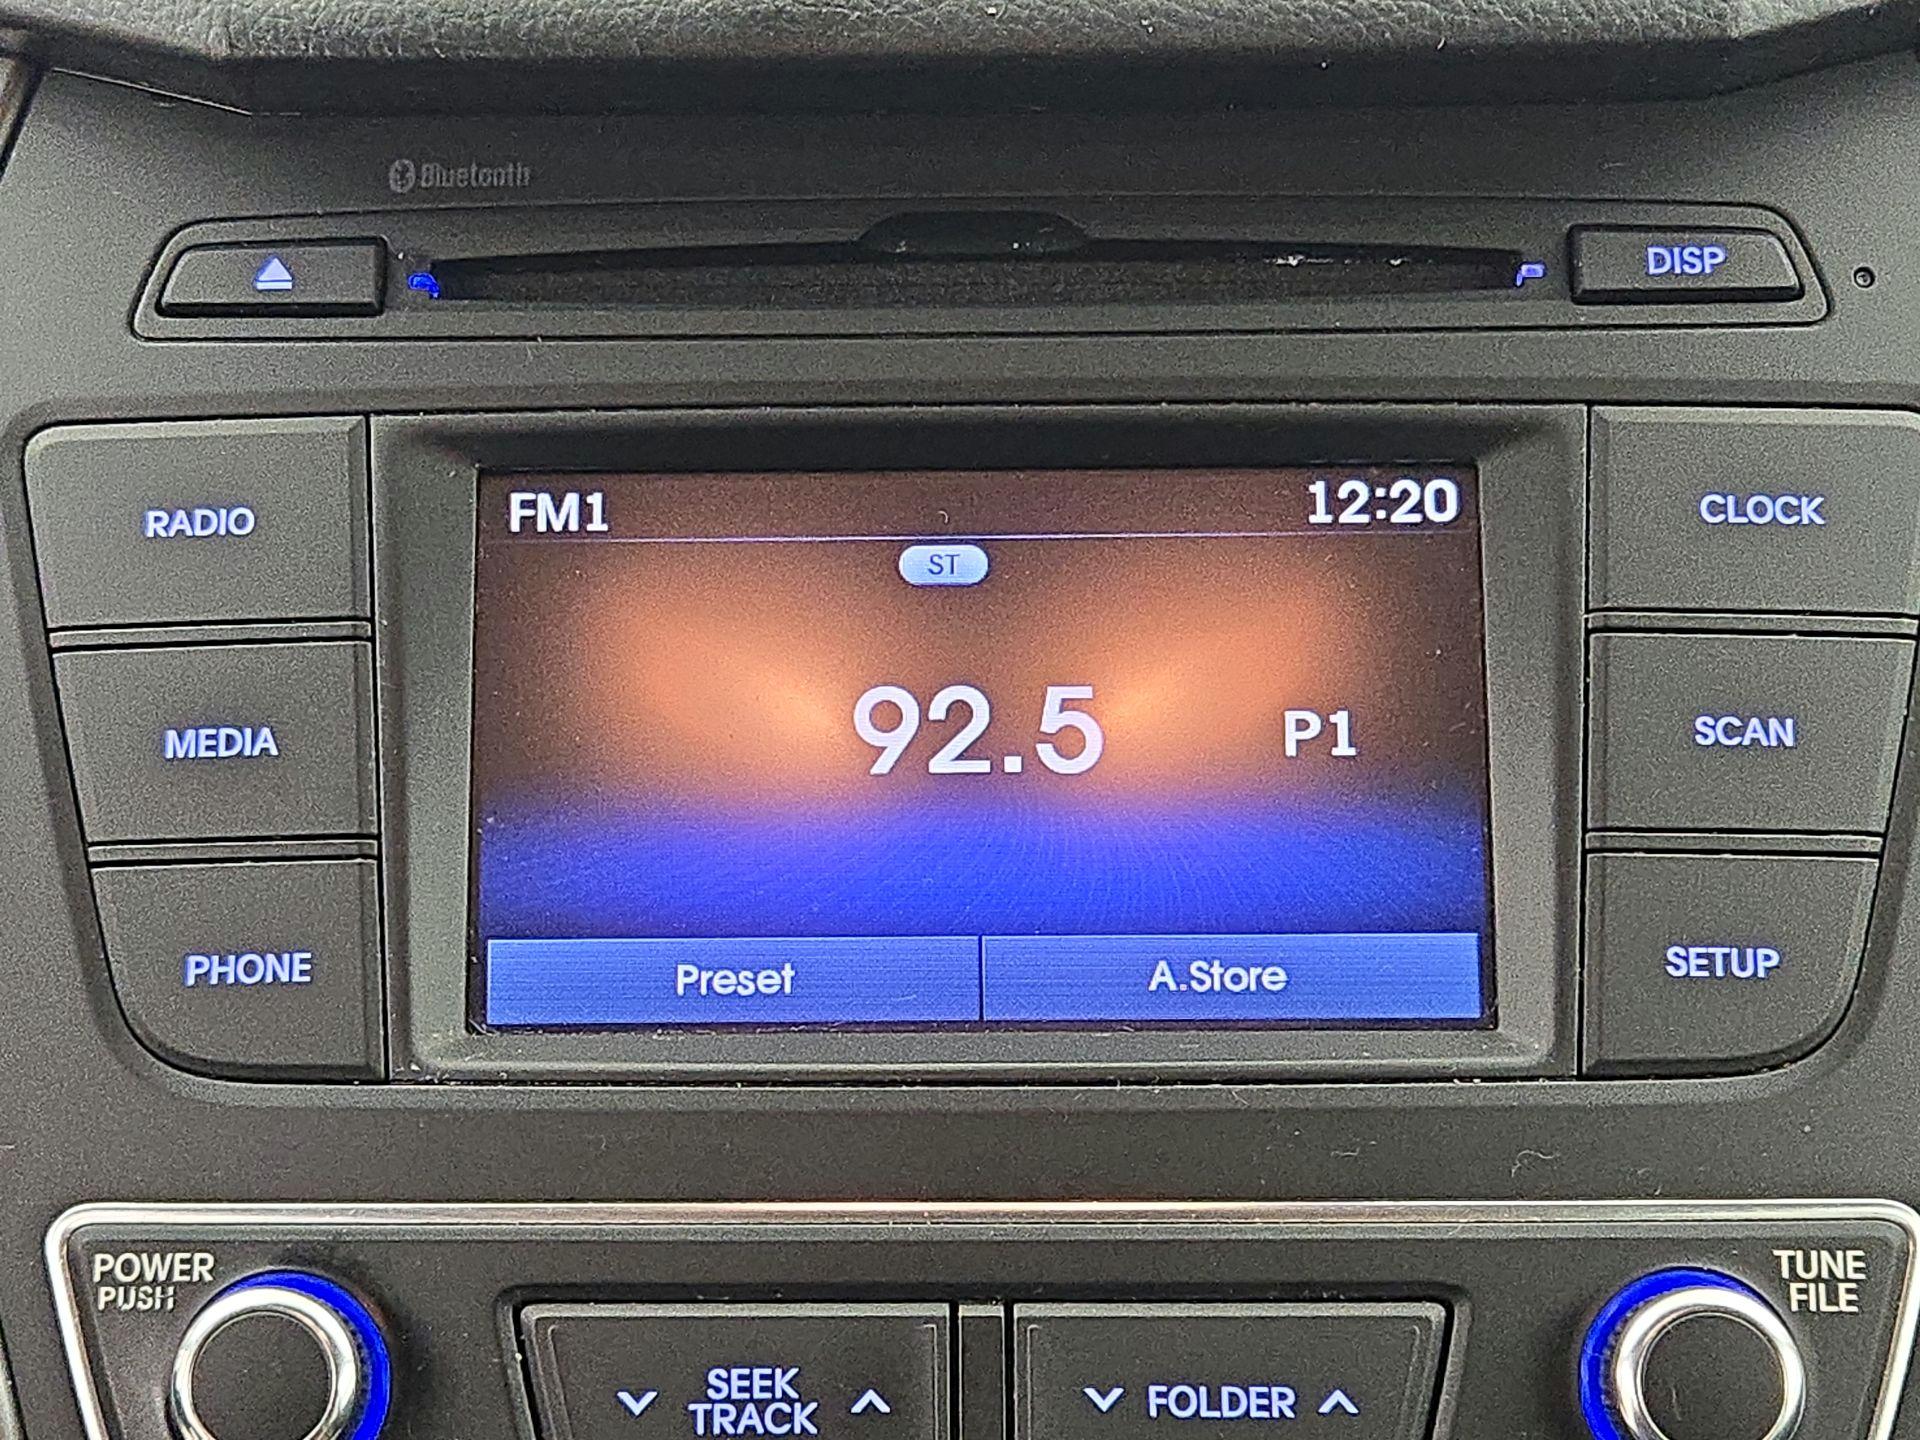 Bluetooth
DISP
RADIO
MEDIA
PHONE
FM1
12:20
ST
92.5
P1
Preset
A.Store
CLOCK
SCAN
SETUP
POWER
PUSH
SEEK
TRACK
FOLDER
TUNE
FILE